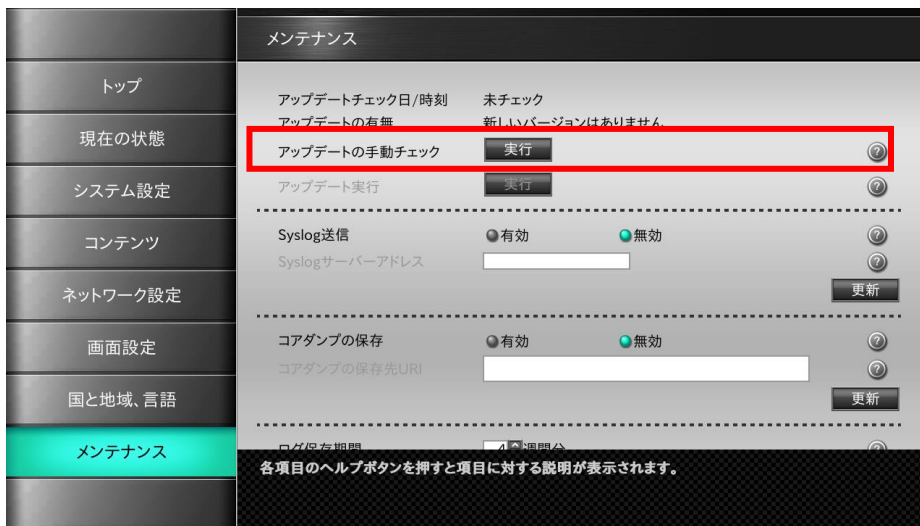 メンテナンス
トップ
現在の状態
システム設定
コンテンツ
ネットワーク設定
画面設定
国と地域、言語
メンテナンス
アップデートチェック日/時刻 未チェック
アップデートの有無 新しいバージョンはありません
アップデートの手動チェック 実行 ?
アップデート実行 実行 ?
Syslog送信 有効 無効 ?
Syslogサーバーアドレス ?
更新
コアダンプの保存 有効 無効 ?
コアダンプの保存先URI ?
更新
ログ保存期間 4 週間分
各項目のヘルプボタンを押すと項目に対する説明が表示されます。